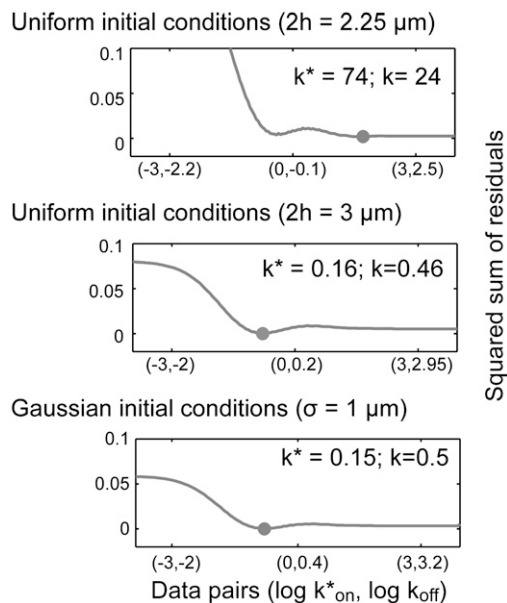 Uniform initial conditions (2h = 2.25 μm)
0.1
k* = 74; k= 24
0.05
0
(-3,-2.2) (0,-0.1) (3,2.5)
Uniform initial conditions (2h = 3 μm)
0.1
k* = 0.16; k=0.46
0.05
0
(-3,-2) (0,0.2) (3,2.95)
Gaussian initial conditions (σ = 1 μm)
0.1
k* = 0.15; k=0.5
0.05
0
(-3,-2) (0,0.4) (3,3.2)
Data pairs (log k*on, log koff)
Squared sum of residuals